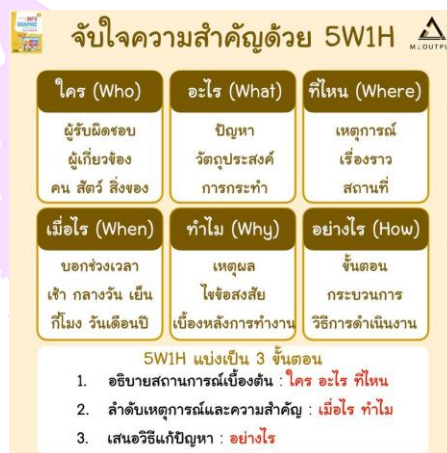 INFO
GRAPHIC
จับใจความสำคัญด้วย 5W1H
M:OUTPU
ใคร (Who)
ผู้รับผิดชอบ
ผู้เกี่ยวข้อง
คน สัตว์ สิ่งของ
อะไร (What)
ปัญหา
วัตถุประสงค์
การกระทำ
ที่ไหน (Where)
เหตุการณ์
เรื่องราว
สถานที่
เมื่อไร (When)
บอกช่วงเวลา
เช้า กลางวัน เย็น
กี่โมง วันเดือนปี
ทำไม (Why)
เหตุผล
ไขข้อสงสัย
เบื้องหลังการทำงาน
อย่างไร (How)
ขั้นตอน
กระบวนการ
วิธีการดำเนินงาน
5W1H แบ่งเป็น 3 ขั้นตอน
1. อธิบายสถานการณ์เบื้องต้น : ใคร อะไร ที่ไหน
2. ลำดับเหตุการณ์และความสำคัญ : เมื่อไร ทำไม
3. เสนอวิธีแก้ปัญหา : อย่างไร